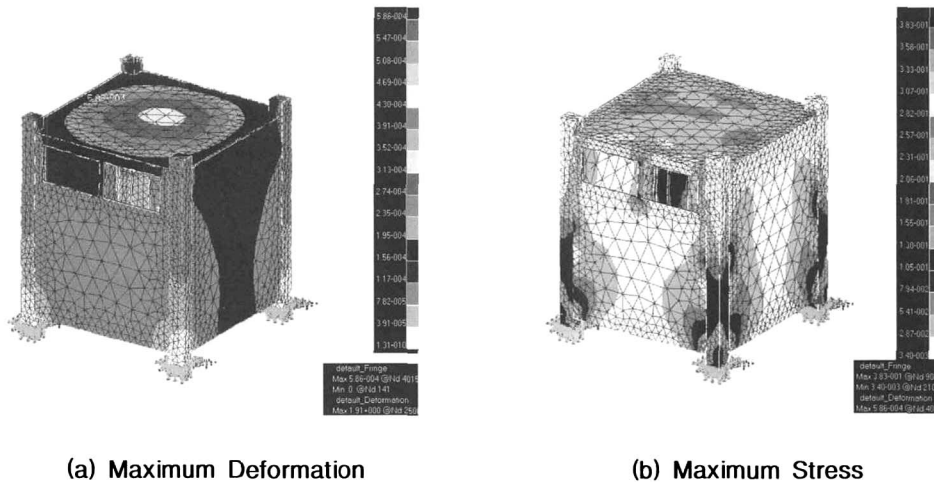 5.86-004
5.47-004
5.08-004
4.69-004
4.30-004
3.91-004
3.52-004
3.13-004
2.74-004
2.35-004
1.95-004
1.56-004
1.17-004
7.82-005
3.91-005
1.31-010
default_Fringe
Max 5.86-004 @Nd 4015
Min 0. @Nd 141
default_Deformation
Max 1.91+000 @Nd
3.83-001
3.58-001
3.33-001
3.07-001
2.82-001
2.57-001
2.31-001
2.06-001
1.55-001
1.30-001
1.05-001
7.94-002
5.41-002
2.87-002
3.40-003
default_Fringe
Max 3.83-001 @Nd
Min 3.40-003 @Nd 210
default_Deformation
Max 5.86-004 @Nd 40
(a) Maximum Deformation
(b) Maximum Stress